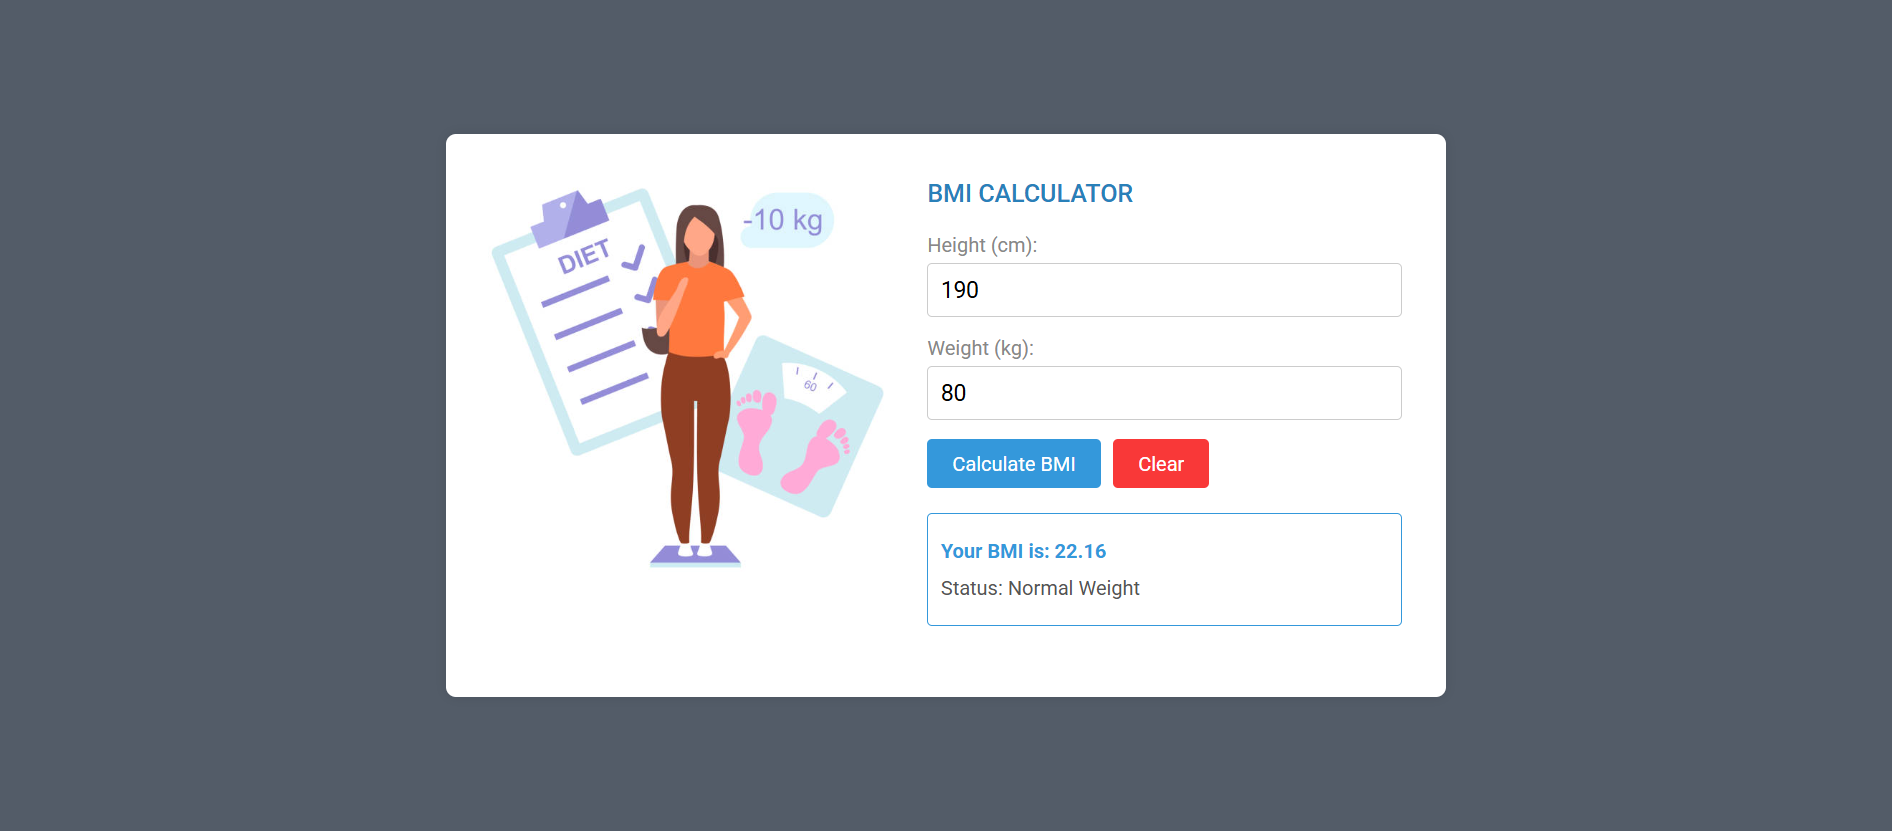 DIET
-10 kg
60
BMI CALCULATOR
Height (cm):
190
Weight (kg):
80
Calculate BMI
Clear
Your BMI is: 22.16
Status: Normal Weight